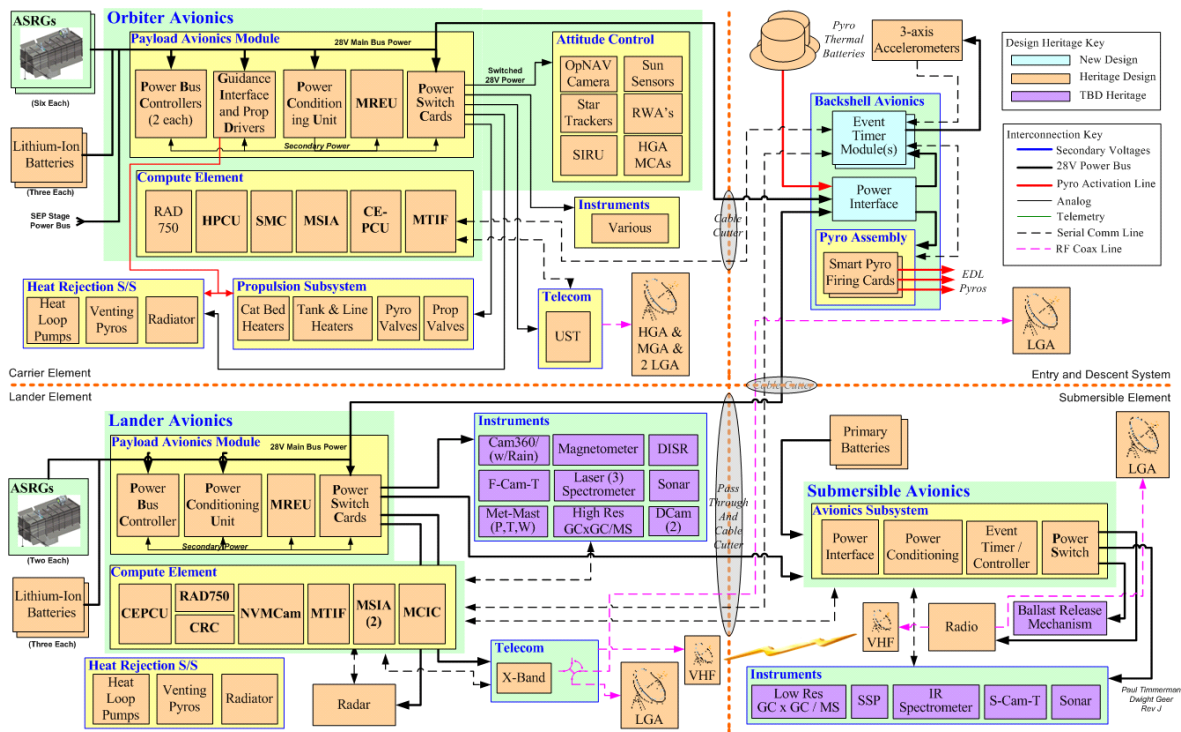 ASRGs
(Six Each)
Lithium-Ion
Batteries
(Three Each)
SEP Stage
Power Bus
Orbiter Avionics
Payload Avionics Module
28V Main Bus Power
Power Bus
Controllers
(2 each)
Guidance
Interface
and Prop
Drivers
Power
Condition
ing Unit
MREU
Power
Switch
Cards
Secondary Power
Switched
28V Power
Attitude Control
OpNAV
Camera
Sun
Sensors
Star
Trackers
RWA's
SIRU
HGA
MCAs
Compute Element
RAD
750
HPCU
SMC
MSIA
CE-
PCU
MTIF
Instruments
Various
Heat Rejection S/S
Heat
Loop
Pumps
Venting
Pyros
Radiator
Propulsion Subsystem
Cat Bed
Heaters
Tank & Line
Heaters
Pyro
Valves
Prop
Valves
Telecom
UST
HGA &
MGA &
2 LGA
Carrier Element
Cable
Cutter
Pyro
Thermal
Batteries
3-axis
Accelerometers
Backshell Avionics
Event
Timer
Module(s)
Power
Interface
Pyro Assembly
Smart Pyro
Firing Cards
EDL
Pyros
LGA
Design Heritage Key
New Design
Heritage Design
TBD Heritage
Interconnection Key
Secondary Voltages
28V Power Bus
Pyro Activation Line
Analog
Telemetry
Serial Comm Line
RF Coax Line
Entry and Descent System
Cable Cutter
Lander Element
Lander Avionics
Payload Avionics Module
28V Main Bus Power
Power
Bus
Controller
Power
Conditioning
Unit
MREU
Power
Switch
Cards
Secondary Power
ASRGs
(Two Each)
Lithium-Ion
Batteries
(Three Each)
Compute Element
CEPCU
RAD750
CRC
NVMCam
MTIF
MSIA
(2)
MCIC
Heat Rejection S/S
Heat
Loop
Pumps
Venting
Pyros
Radiator
Radar
Instruments
Cam360/
(w/Rain)
Magnetometer
DISR
F-Cam-T
Laser (3)
Spectrometer
Sonar
Met-Mast
(P,T,W)
High Res
GCxGC/MS
DCam
(2)
Telecom
X-Band
LGA
VHF
Pass
Through
And
Cable
Cutter
Submersible Element
Primary
Batteries
LGA
Submersible Avionics
Avionics Subsystem
Power
Interface
Power
Conditioning
Event
Timer /
Controller
Power
Switch
VHF
Radio
Ballast Release
Mechanism
Instruments
Low Res
GC x GC / MS
SSP
IR
Spectrometer
S-Cam-T
Sonar
Paul Timmerman
Dwight Geer
Rev J